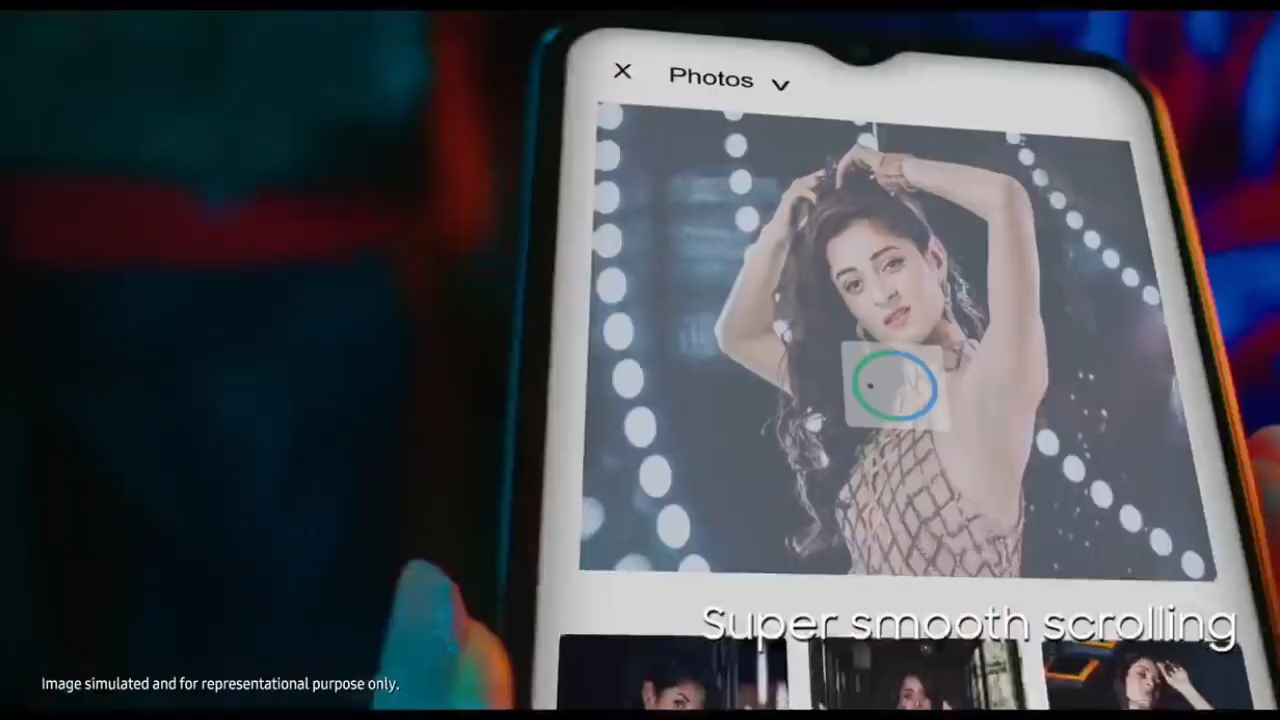 Photos
Super smooth scrolling
Image simulated and for representational purpose only.